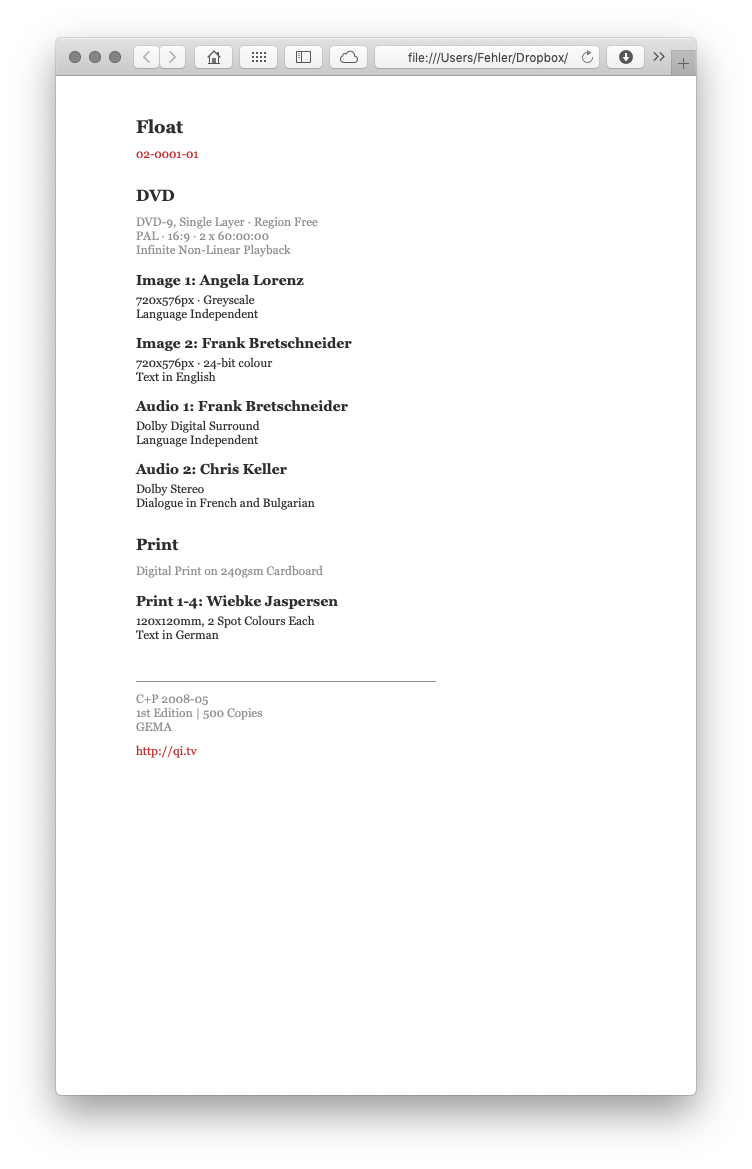 file:///Users/Fehler/Dropbox/
Float
02-0001-01
DVD
DVD-9, Single Layer · Region Free
PAL · 16:9 · 2 x 60:00:00
Infinite Non-Linear Playback
Image 1: Angela Lorenz
720x576px · Greyscale
Language Independent
Image 2: Frank Bretschneider
720x576px · 24-bit colour
Text in English
Audio 1: Frank Bretschneider
Dolby Digital Surround
Language Independent
Audio 2: Chris Keller
Dolby Stereo
Dialogue in French and Bulgarian
Print
Digital Print on 240gsm Cardboard
Print 1-4: Wiebke Jaspersen
120x120mm, 2 Spot Colours Each
Text in German
C+P 2008-05
1st Edition | 500 Copies
GEMA
http://qi.tv